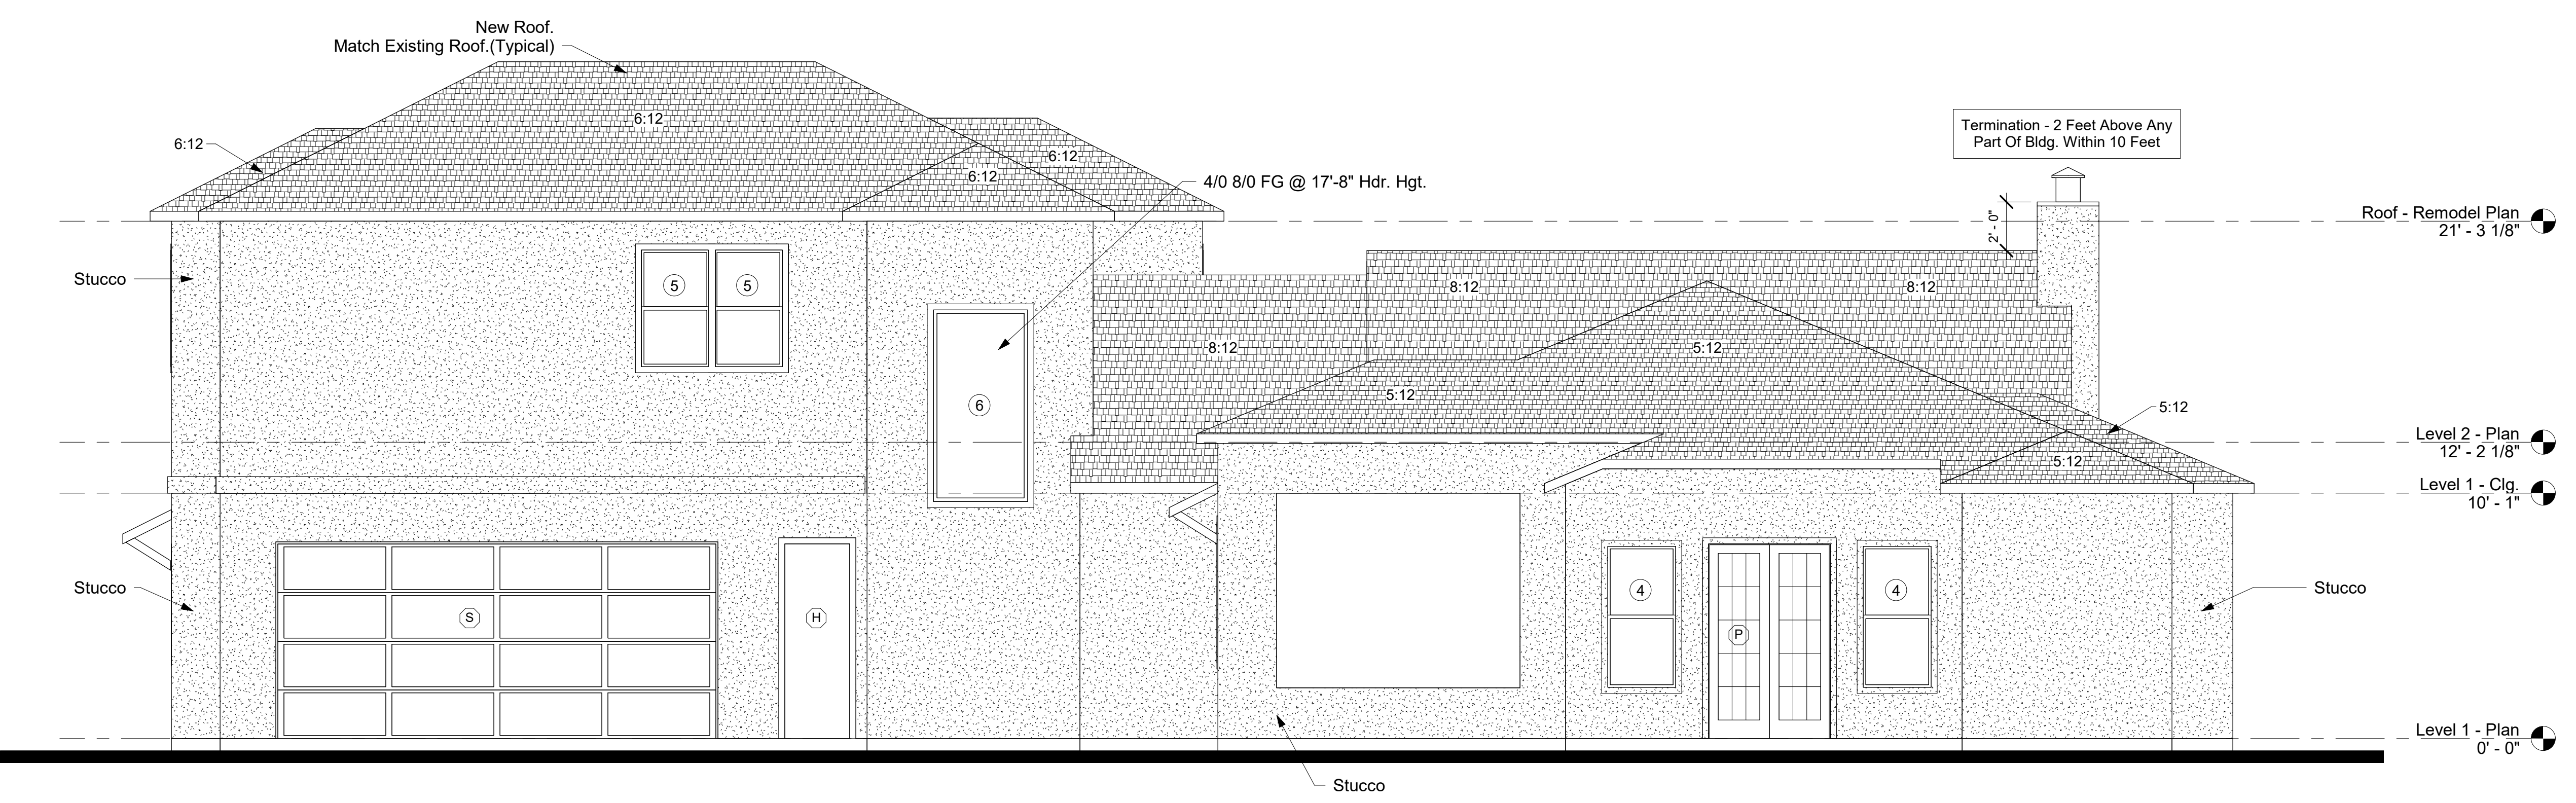 New Roof.
Match Existing Roof.(Typical)
6:12
6:12
6:12
6:12
4/0 8/0 FG @ 17'-8" Hdr. Hgt.
Termination - 2 Feet Above Any
Part Of Bldg. Within 10 Feet
2' - 0"
Roof - Remodel Plan
21' - 3 1/8"
Stucco
5
5
8:12
8:12
8:12
5:12
5:12
5:12
6
Level 2 - Plan
12' - 2 1/8"
5:12
Level 1 - Clg.
10' - 1"
Stucco
S
H
4
P
4
Stucco
Level 1 - Plan
0' - 0"
Stucco